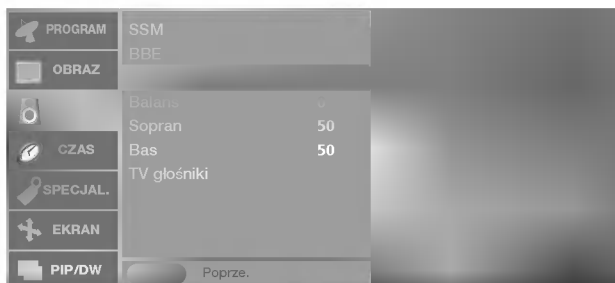 PROGRAM
OBRAZ
CZAS
SPECJAL.
EKRAN
PIP/DW
SSM
BBE
Balans 0
Sopran 50
Bas 50
TV głośniki
Poprze.